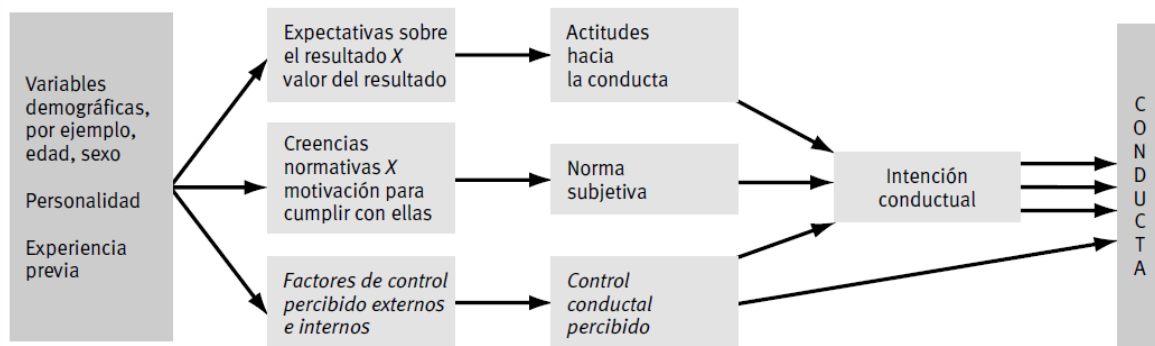 Variables
demográficas,
por ejemplo,
edad, sexo
Personalidad
Experiencia
previa
Expectativas sobre
el resultado X
valor del resultado
Creencias
normativas X
motivación para
cumplir con ellas
Factores de control
percibido externos
e internos
Actitudes
hacia
la conducta
Norma
subjetiva
Control
conductal
percibido
Intención
conductual
C
O
N
D
U
C
T
A